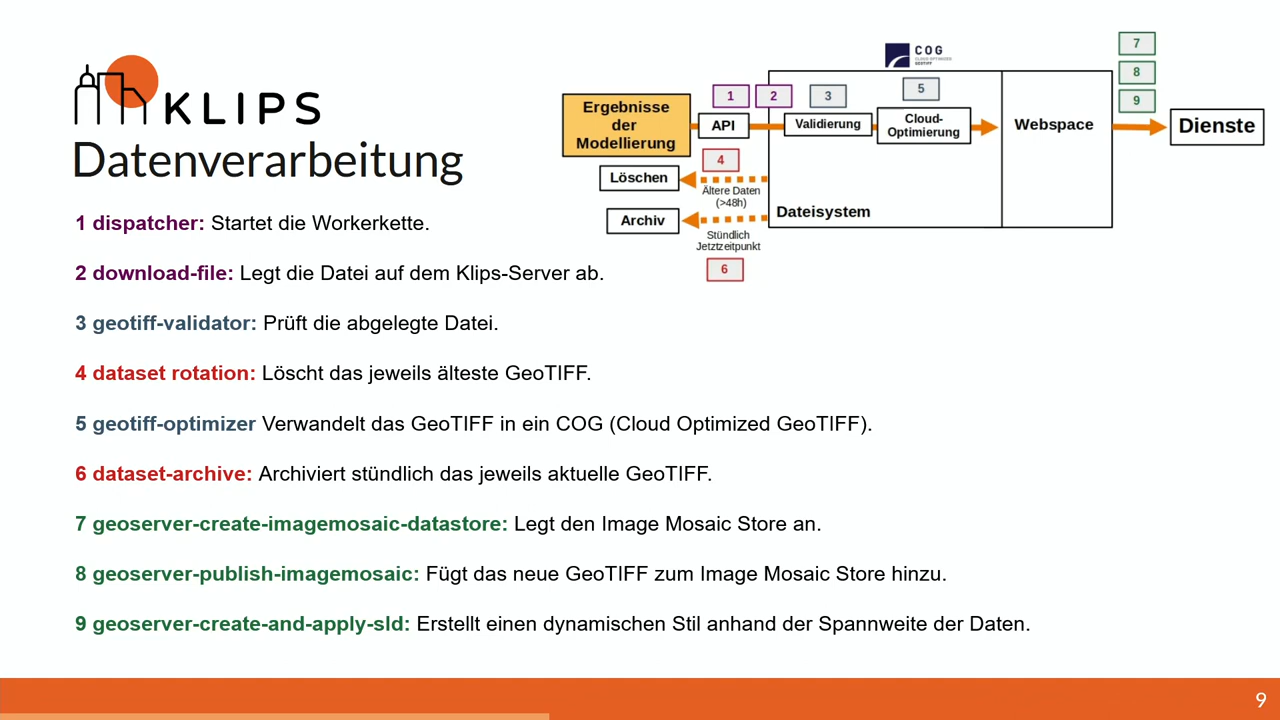 KLIPS
Datenverarbeitung
COG
CLOUD OPTIMIZED
GEOTIFF
7
8
9
1
2
3
5
Ergebnisse
der
Modellierung
API
Validierung
Cloud-
Optimierung
Webspace
Dienste
4
Löschen
Ältere Daten
(>48h)
Archiv
Dateisystem
Stündlich
Jetztzeitpunkt
6
1 dispatcher: Startet die Workerkette.
2 download-file: Legt die Datei auf dem Klips-Server ab.
3 geotiff-validator: Prüft die abgelegte Datei.
4 dataset rotation: Löscht das jeweils älteste GeoTIFF.
5 geotiff-optimizer Verwandelt das GeoTIFF in ein COG (Cloud Optimized GeoTIFF).
6 dataset-archive: Archiviert stündlich das jeweils aktuelle GeoTIFF.
7 geoserver-create-imagemosaic-datastore: Legt den Image Mosaic Store an.
8 geoserver-publish-imagemosaic: Fügt das neue GeoTIFF zum Image Mosaic Store hinzu.
9 geoserver-create-and-apply-sld: Erstellt einen dynamischen Stil anhand der Spannweite der Daten.
9